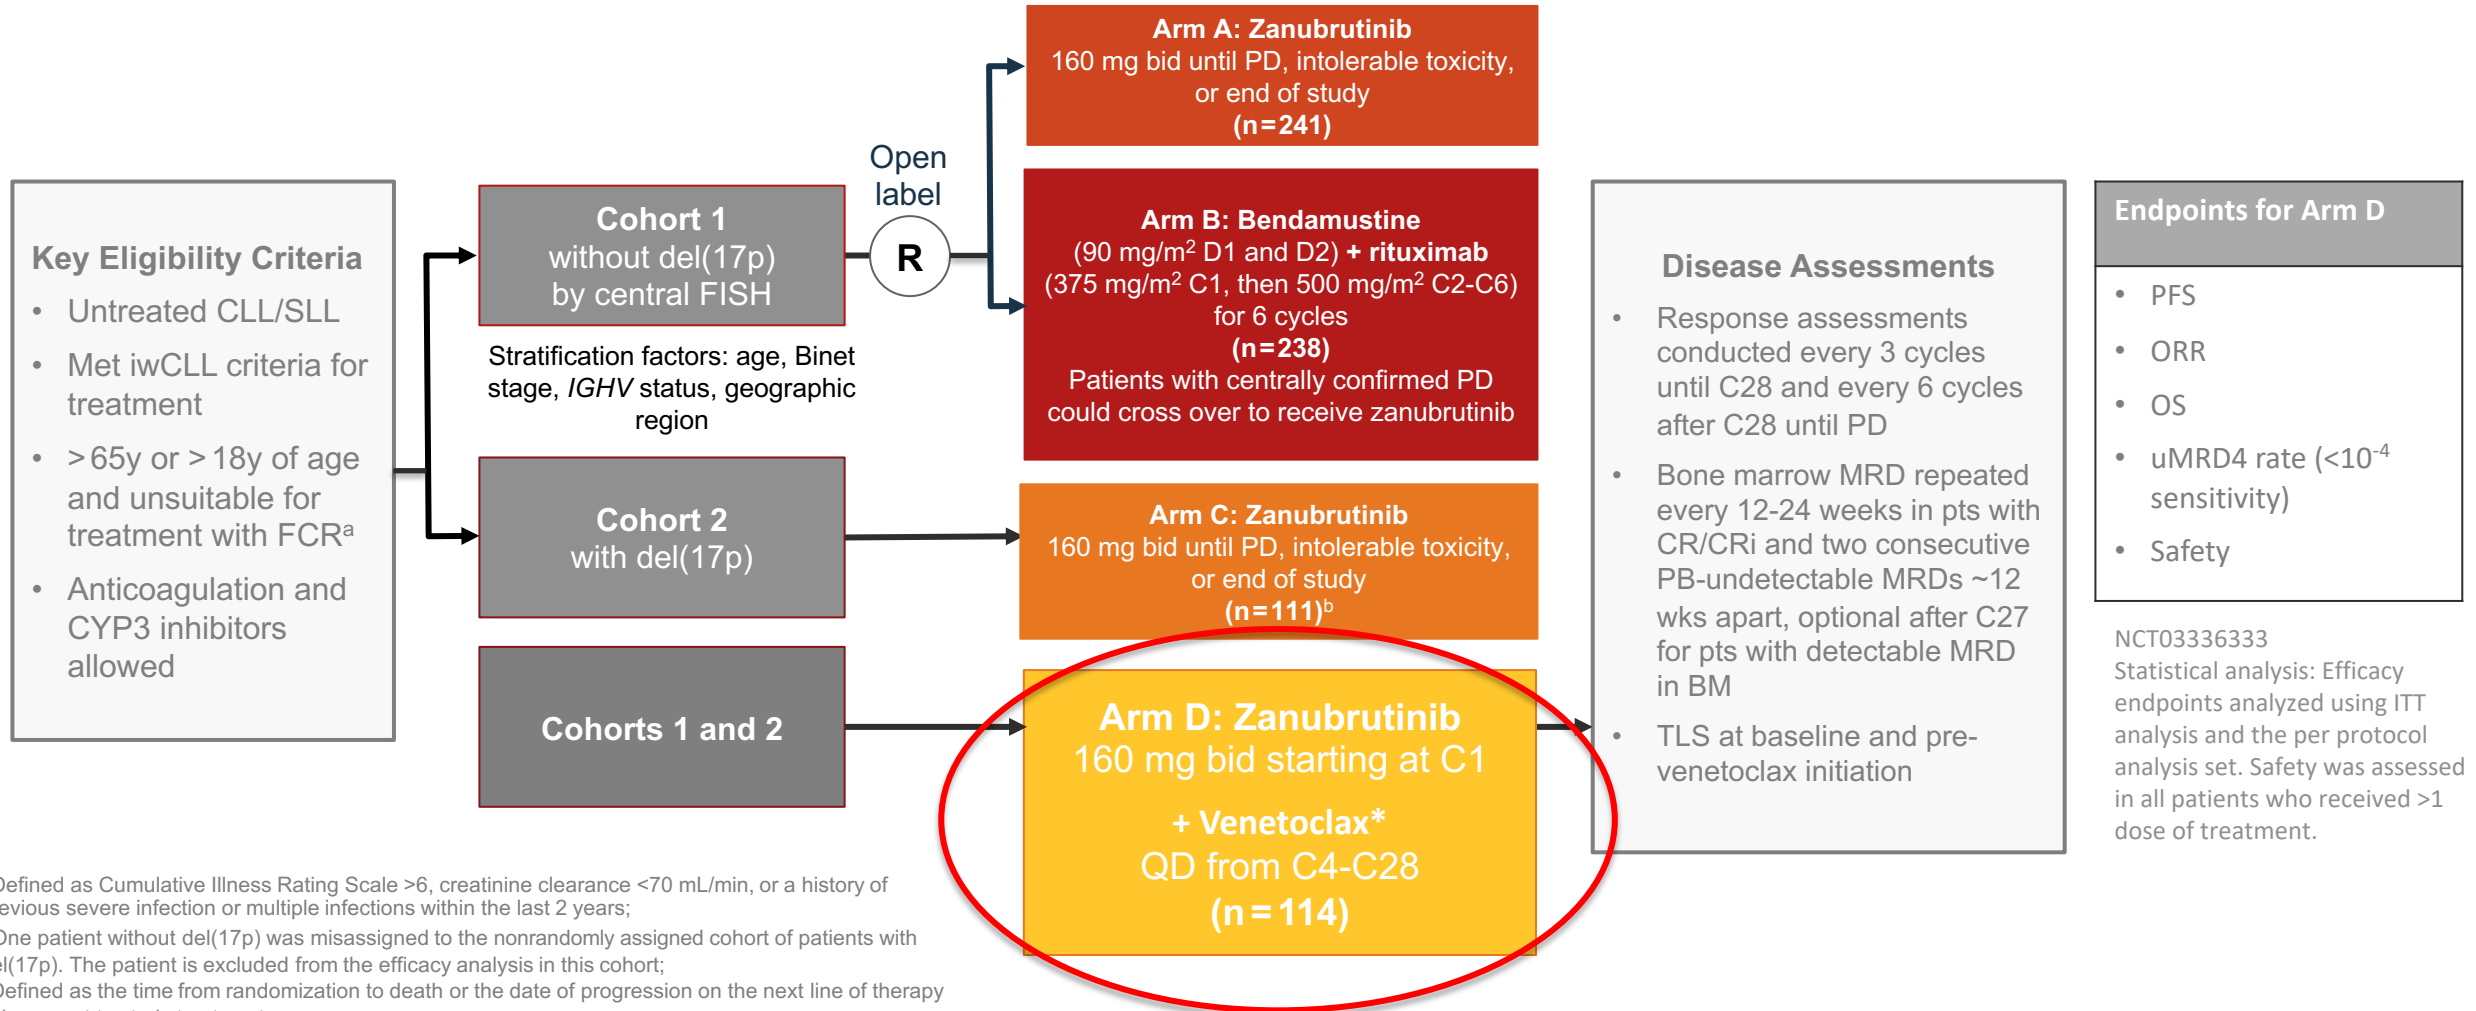 Key Eligibility Criteria
• Untreated CLL/SLL
• Met iwCLL criteria for
treatment
• >65y or >18y of age
and unsuitable for
treatment with FCRᵃ
• Anticoagulation and
CYP3 inhibitors
allowed
Cohort 1
without del(17p)
by central FISH
Stratification factors: age, Binet
stage, IGHV status, geographic
region
Cohort 2
with del(17p)
Cohorts 1 and 2
Open
label
R
Arm A: Zanubrutinib
160 mg bid until PD, intolerable toxicity,
or end of study
(n=241)
Arm B: Bendamustine
(90 mg/m² D1 and D2) + rituximab
(375 mg/m² C1, then 500 mg/m² C2-C6)
for 6 cycles
(n=238)
Patients with centrally confirmed PD
could cross over to receive zanubrutinib
Arm C: Zanubrutinib
160 mg bid until PD, intolerable toxicity,
or end of study
(n=111)ᵇ
Arm D: Zanubrutinib
160 mg bid starting at C1
+ Venetoclax*
QD from C4-C28
(n=114)
Disease Assessments
• Response assessments
conducted every 3 cycles
until C28 and every 6 cycles
after C28 until PD
• Bone marrow MRD repeated
every 12-24 weeks in pts with
CR/CRi and two consecutive
PB-undetectable MRDs ~12
wks apart, optional after C27
for pts with detectable MRD
in BM
• TLS at baseline and pre-
venetoclax initiation
Endpoints for Arm D
• PFS
• ORR
• OS
• uMRD4 rate (<10⁻⁴
sensitivity)
• Safety
NCT03336333
Statistical analysis: Efficacy
endpoints analyzed using ITT
analysis and the per protocol
analysis set. Safety was assessed
in all patients who received >1
dose of treatment.
Defined as Cumulative Illness Rating Scale >6, creatinine clearance <70 mL/min, or a history of
evious severe infection or multiple infections within the last 2 years;
One patient without del(17p) was misassigned to the nonrandomly assigned cohort of patients with
el(17p). The patient is excluded from the efficacy analysis in this cohort;
Defined as the time from randomization to death or the date of progression on the next line of therapy